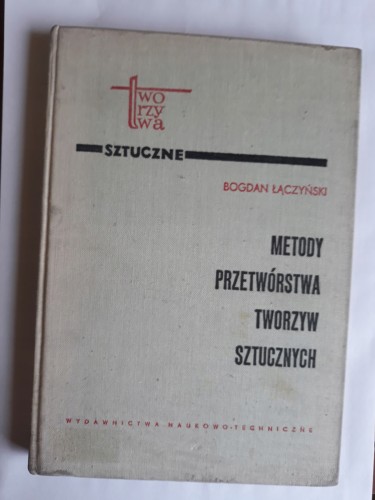 two
rzy
wa
SZTUCZNE
BOGDAN ŁĄCZYŃSKI
METODY
PRZETWÓRSTWA
TWORZYW
SZTUCZNYCH
WYDAWNICTWA NAUKOWO-TECHNICZNE